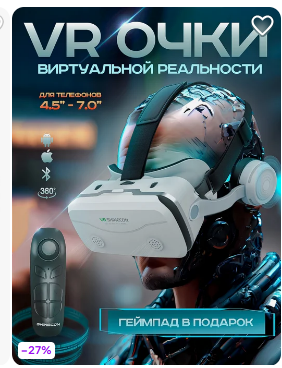 VR ОЧКИ
ВИРТУАЛЬНОЙ РЕАЛЬНОСТИ
ДЛЯ ТЕЛЕФОНОВ
4.5” - 7.0”
360°
ГЕЙМПАД В ПОДАРОК
-27%